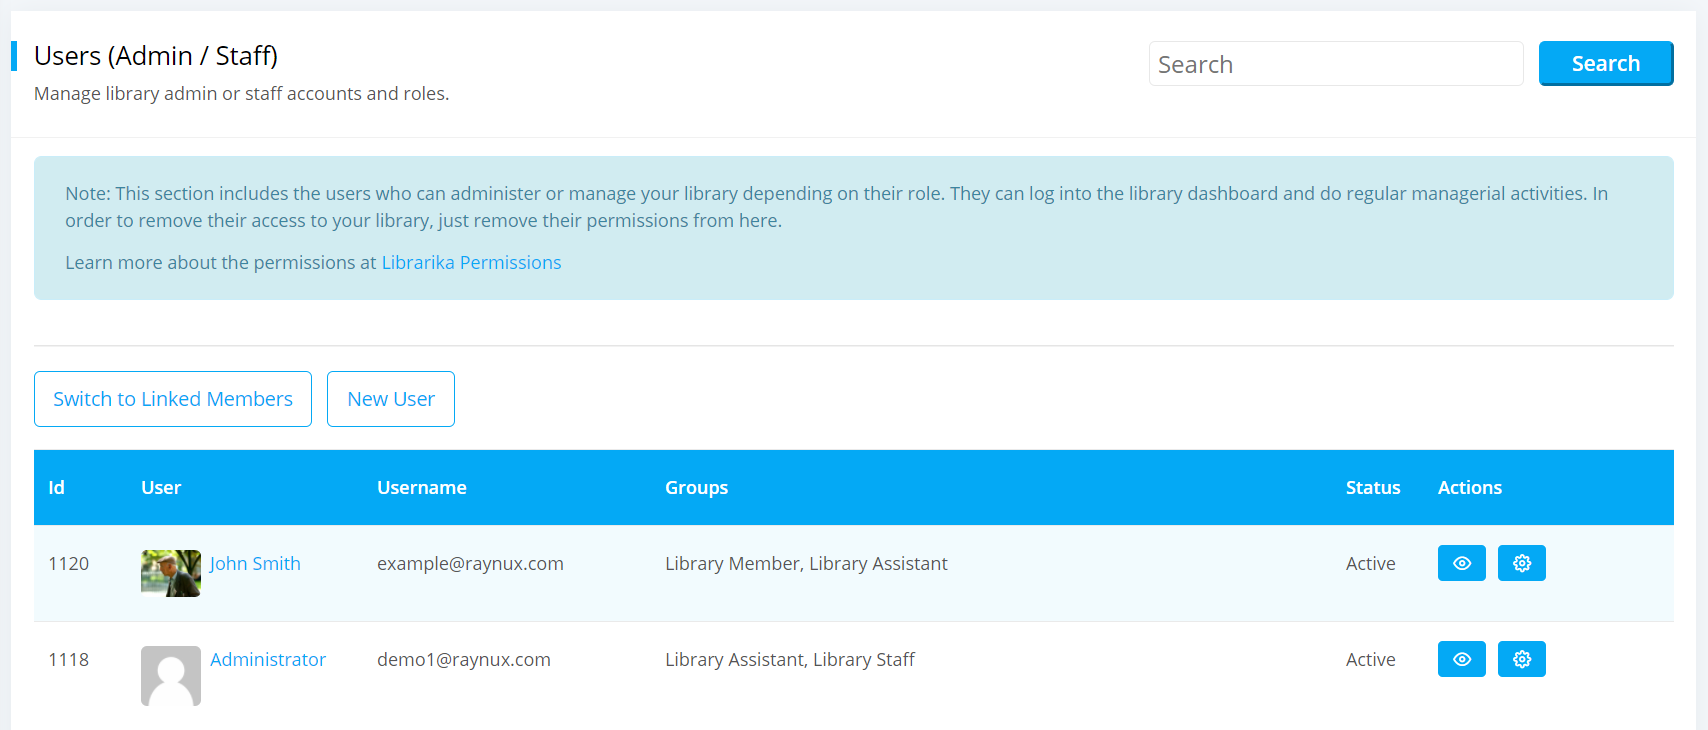 Users (Admin / Staff)
Manage library admin or staff accounts and roles.
Search
Search
Note: This section includes the users who can administer or manage your library depending on their role. They can log into the library dashboard and do regular managerial activities. In
order to remove their access to your library, just remove their permissions from here.
Learn more about the permissions at Librarika Permissions
Switch to Linked Members
New User
Id User Username Groups Status Actions
1120 John Smith example@raynux.com Library Member, Library Assistant Active
1118 Administrator demo1@raynux.com Library Assistant, Library Staff Active